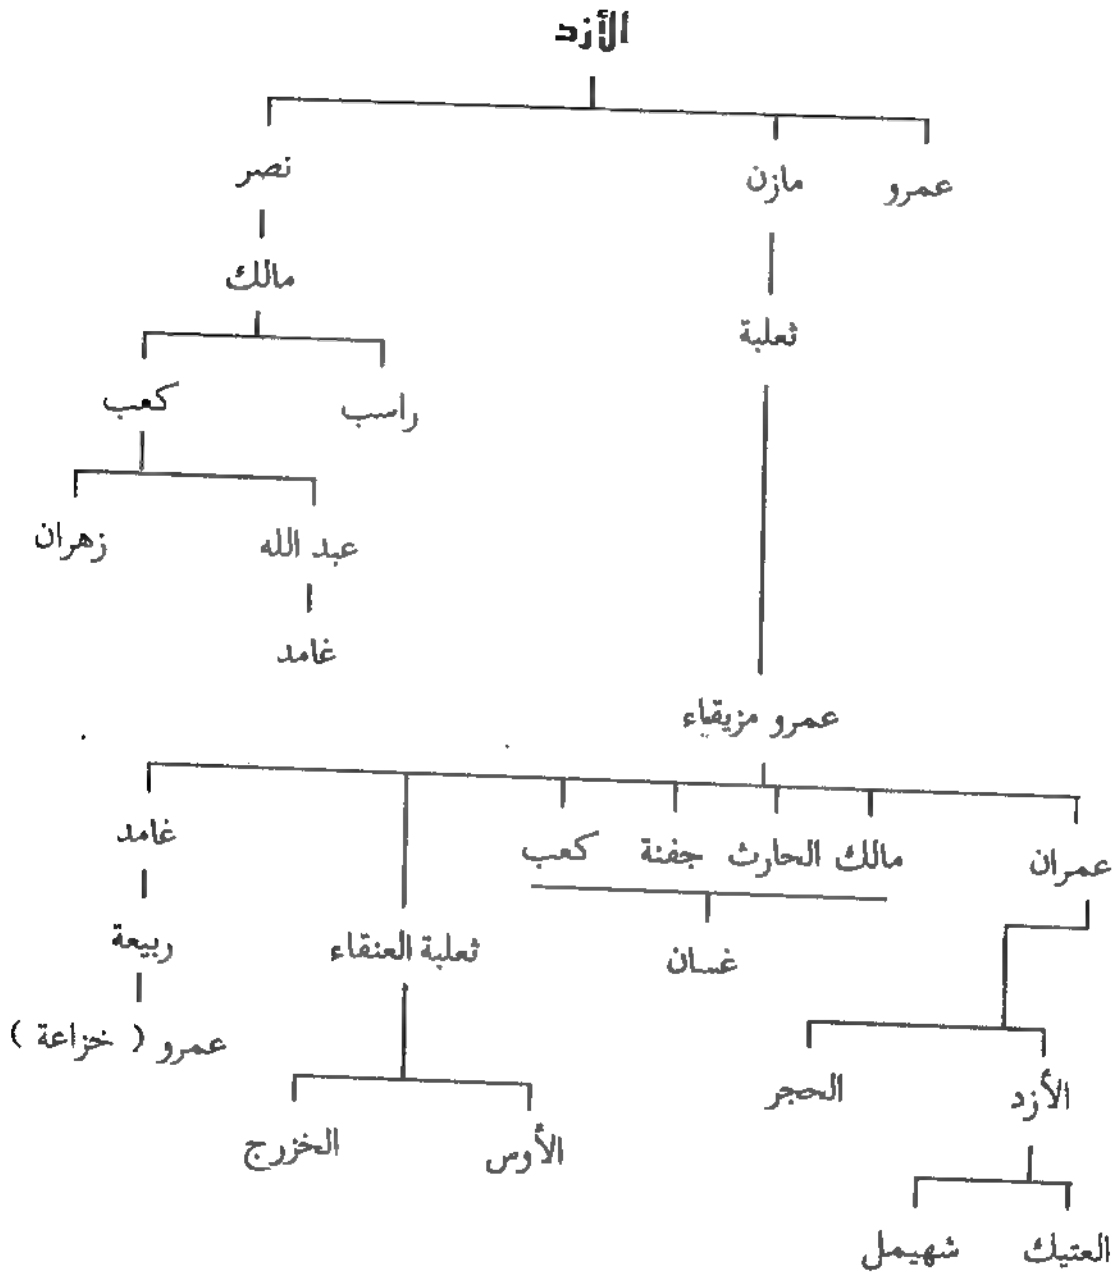 الأزد
عمرو مازن نصر
مالك
ثعلبة
راسب كعب
عبد الله زهران
غامد
عمرو مزيقياء
عمران مالك الحارث جفنة كعب غامد
غسان ثعلبة العنقاء ربيعة
عمرو ( خزاعة )
الأزد الحجر
الأوس الخزرج
العتيك شهيمل